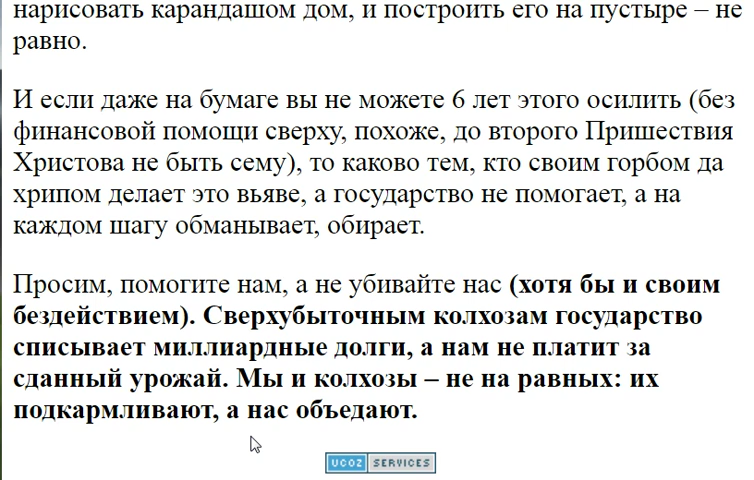 нарисовать карандашом дом, и построить его на пустыре – не
равно.
И если даже на бумаге вы не можете 6 лет этого осилить (без
финансовой помощи сверху, похоже, до второго Пришествия
Христова не быть сему), то каково тем, кто своим горбом да
хрипом делает это вьяве, а государство не помогает, а на
каждом шагу обманывает, обирает.
Просим, помогите нам, а не убивайте нас (хотя бы и своим
бездействием). Сверхубыточным колхозам государство
списывает миллиардные долги, а нам не платит за
сданный урожай. Мы и колхозы – не на равных: их
подкармливают, а нас объедают.
UCOZ SERVICES